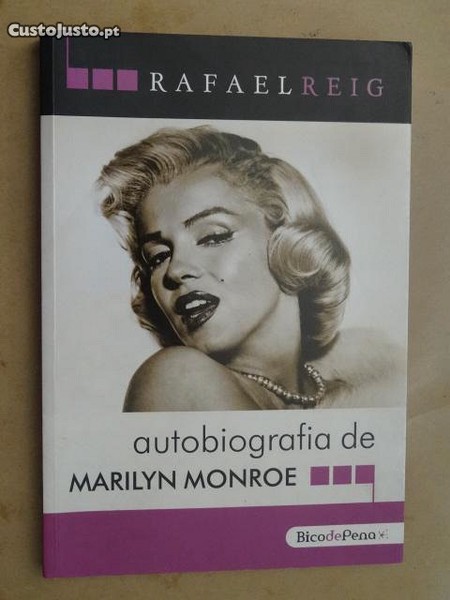 CustoJusto.pt
RAFAELREIG
autobiografia de
MARILYN MONROE
BicodePena